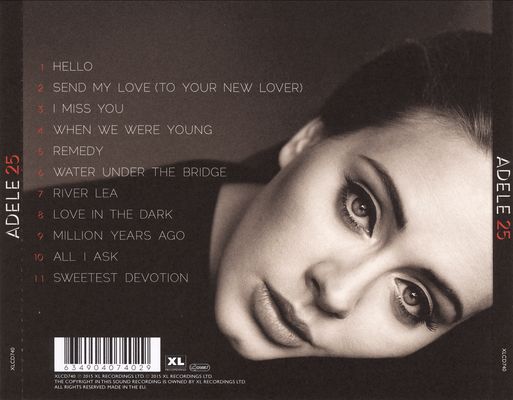 1 HELLO
2 SEND MY LOVE (TO YOUR NEW LOVER)
3 I MISS YOU
4 WHEN WE WERE YOUNG
5 REMEDY
6 WATER UNDER THE BRIDGE
7 RIVER LEA
8 LOVE IN THE DARK
9 MILLION YEARS AGO
10 ALL I ASK
11 SWEETEST DEVOTION
ADELE 25
XLCD740
ADELE 25
XLCD740
634904074029
XL
RECORDINGS
XLCD740 ℗ 2015 XL RECORDINGS LTD. © 2015 XL RECORDINGS LTD.
THE COPYRIGHT IN THIS SOUND RECORDING IS OWNED BY XL RECORDINGS LTD.
ALL RIGHTS RESERVED. MADE IN THE EU.